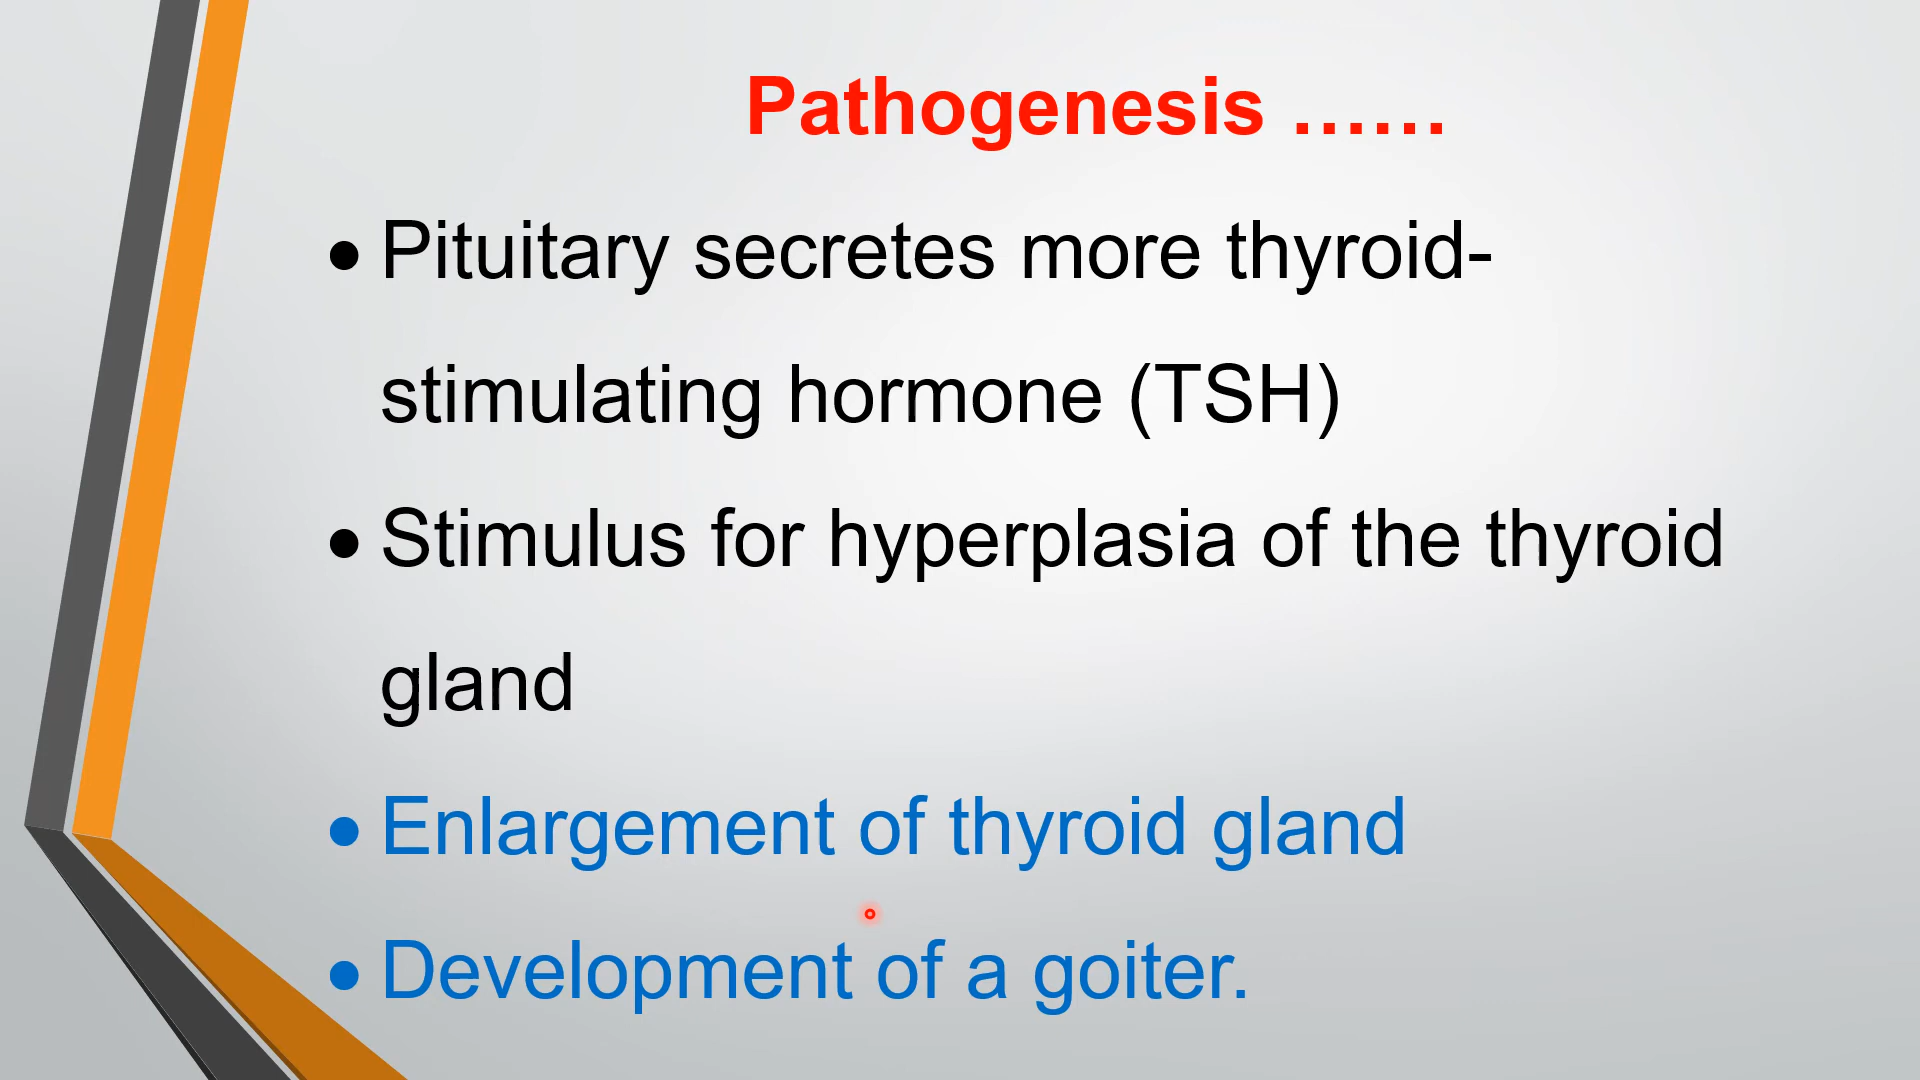 Pathogenesis ......
• Pituitary secretes more thyroid-
stimulating hormone (TSH)
• Stimulus for hyperplasia of the thyroid
gland
• Enlargement of thyroid gland
• Development of a goiter.